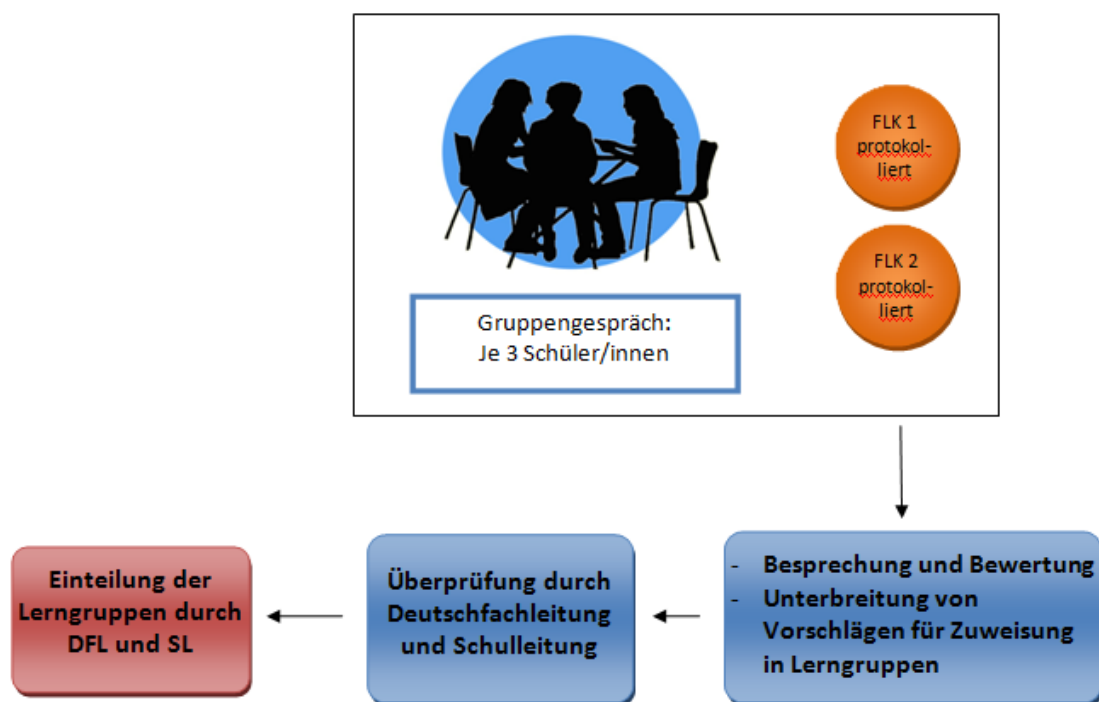 FLK 1
protokol-
liert
FLK 2
protokol-
liert
Gruppengespräch:
Je 3 Schüler/innen
- Besprechung und Bewertung
- Unterbreitung von
Vorschlägen für Zuweisung
in Lerngruppen
Überprüfung durch
Deutschfachleitung
und Schulleitung
Einteilung der
Lerngruppen durch
DFL und SL